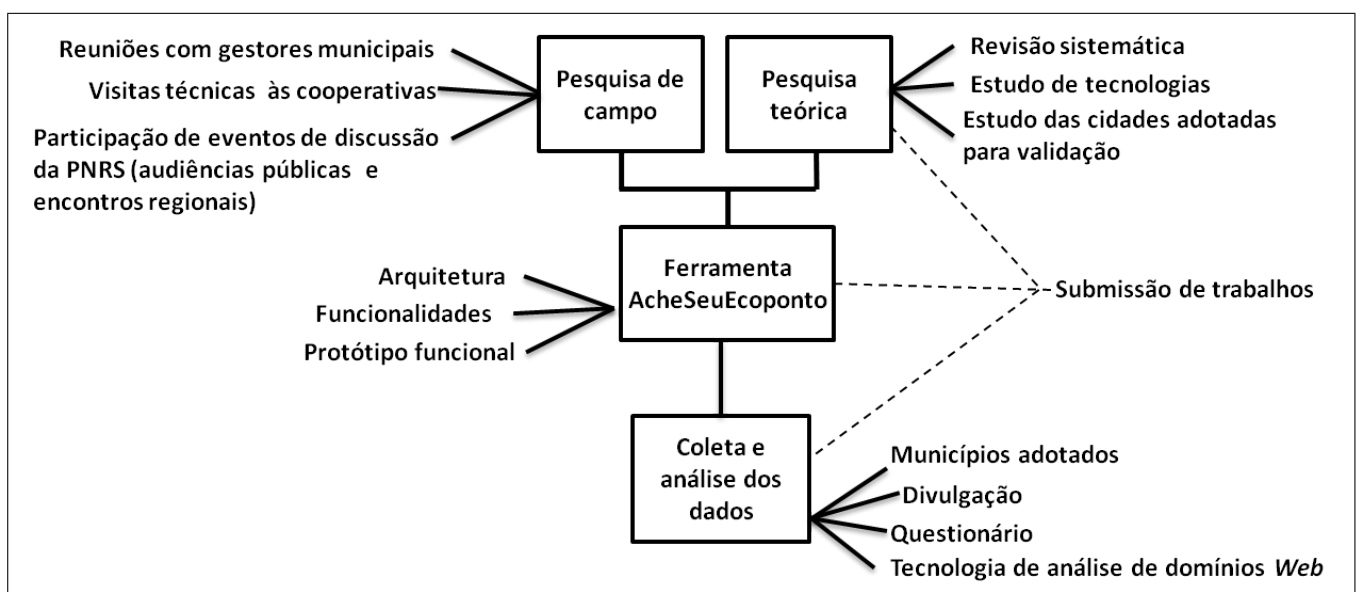 Reuniões com gestores municipais
Visitas técnicas às cooperativas
Participação de eventos de discussão
da PNRS (audiências públicas e
encontros regionais)
Pesquisa de
campo
Pesquisa
teórica
Revisão sistemática
Estudo de tecnologias
Estudo das cidades adotadas
para validação
Arquitetura
Funcionalidades
Protótipo funcional
Ferramenta
AcheSeuEcoponto
Submissão de trabalhos
Coleta e
análise dos
dados
Municípios adotados
Divulgação
Questionário
Tecnologia de análise de domínios Web